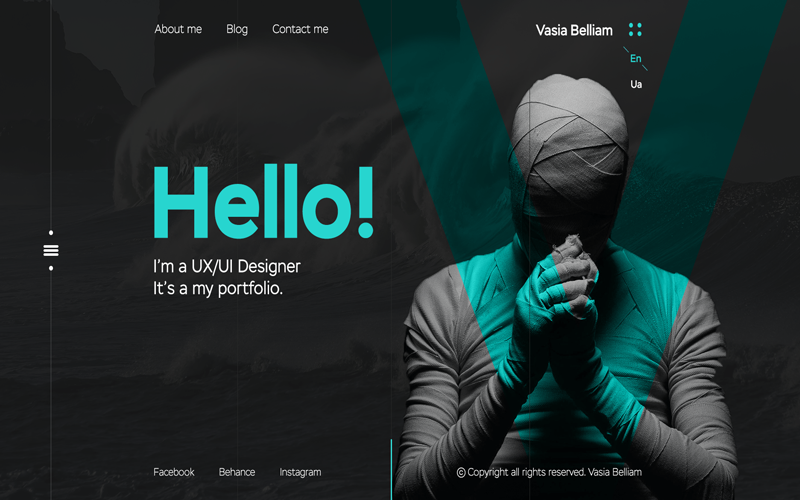 About me
Blog
Contact me
Vasia Belliam
En
Ua
Hello!
I'm a UX/UI Designer
It's a my portfolio.
Facebook
Behance
Instagram
© Copyright all rights reserved. Vasia Belliam